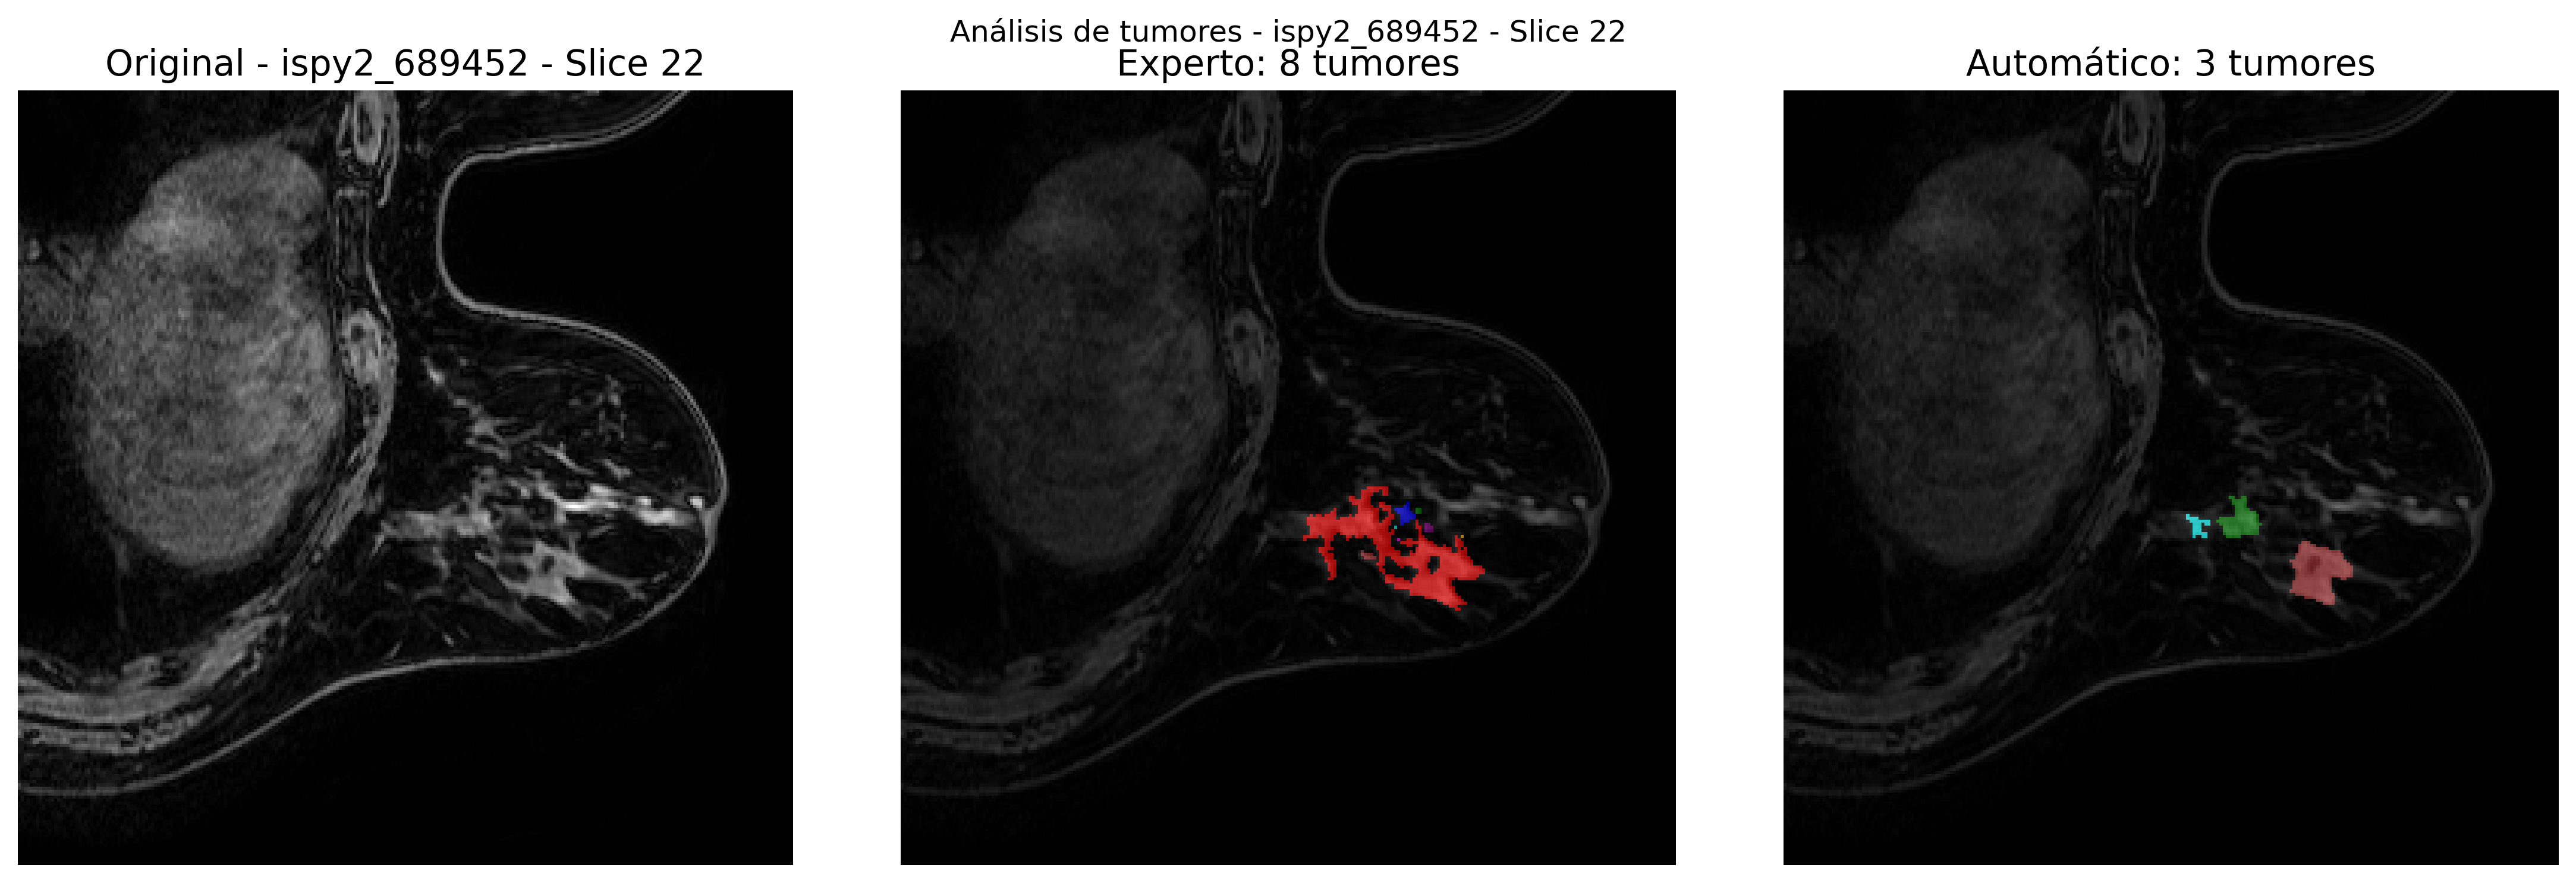 Análisis de tumores - ispy2_689452 - Slice 22
Original - ispy2_689452 - Slice 22
Experto: 8 tumores
Automático: 3 tumores